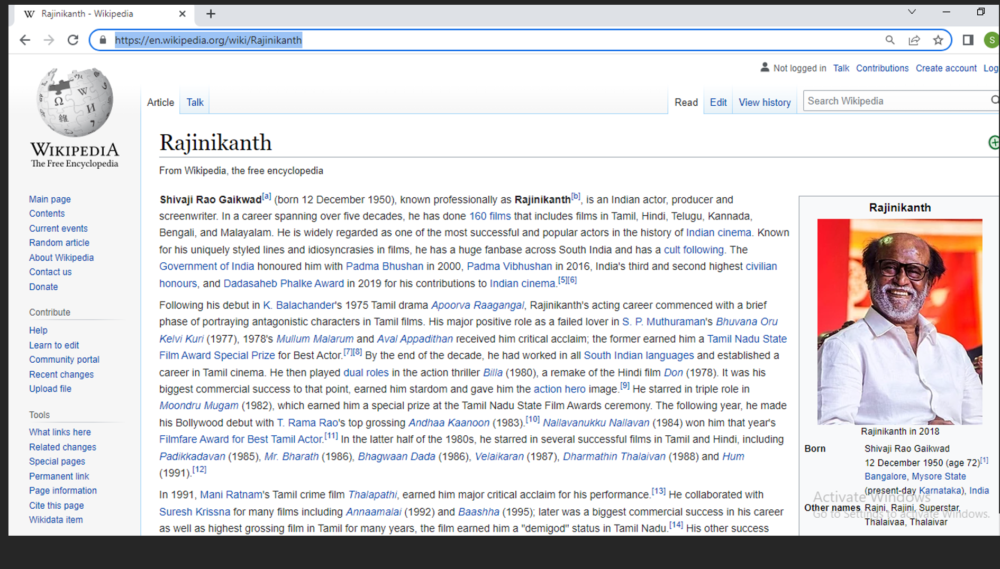 Rajinikanth - Wikipedia
https://en.wikipedia.org/wiki/Rajinikanth
S
Not logged in Talk Contributions Create account Log
Article Talk
Read Edit View history Search Wikipedia
WIKIPEDIA
The Free Encyclopedia
Main page
Contents
Current events
Random article
About Wikipedia
Contact us
Donate
Contribute
Help
Learn to edit
Community portal
Recent changes
Upload file
Tools
What links here
Related changes
Special pages
Permanent link
Page information
Cite this page
Wikidata item
Rajinikanth
From Wikipedia, the free encyclopedia
Shivaji Rao Gaikwad[a] (born 12 December 1950), known professionally as Rajinikanth[b], is an Indian actor, producer and
screenwriter. In a career spanning over five decades, he has done 160 films that includes films in Tamil, Hindi, Telugu, Kannada,
Bengali, and Malayalam. He is widely regarded as one of the most successful and popular actors in the history of Indian cinema. Known
for his uniquely styled lines and idiosyncrasies in films, he has a huge fanbase across South India and has a cult following. The
Government of India honoured him with Padma Bhushan in 2000, Padma Vibhushan in 2016, India's third and second highest civilian
honours, and Dadasaheb Phalke Award in 2019 for his contributions to Indian cinema.[5][6]
Following his debut in K. Balachander's 1975 Tamil drama Apoorva Raagangal, Rajinikanth's acting career commenced with a brief
phase of portraying antagonistic characters in Tamil films. His major positive role as a failed lover in S. P. Muthuraman's Bhuvana Oru
Kelvi Kuri (1977), 1978's Mullum Malarum and Aval Appadithan received him critical acclaim; the former earned him a Tamil Nadu State
Film Award Special Prize for Best Actor.[7][8] By the end of the decade, he had worked in all South Indian languages and established a
career in Tamil cinema. He then played dual roles in the action thriller Billa (1980), a remake of the Hindi film Don (1978). It was his
biggest commercial success to that point, earned him stardom and gave him the action hero image.[9] He starred in triple role in
Moondru Mugam (1982), which earned him a special prize at the Tamil Nadu State Film Awards ceremony. The following year, he made
his Bollywood debut with T. Rama Rao's top grossing Andhaa Kaanoon (1983).[10] Nallavanukku Nallavan (1984) won him that year's
Filmfare Award for Best Tamil Actor.[11] In the latter half of the 1980s, he starred in several successful films in Tamil and Hindi, including
Padikkadavan (1985), Mr. Bharath (1986), Bhagwaan Dada (1986), Velaikaran (1987), Dharmathin Thalaivan (1988) and Hum
(1991).[12]
In 1991, Mani Ratnam's Tamil crime film Thalapathi, earned him major critical acclaim for his performance.[13] He collaborated with
Suresh Krissna for many films including Annaamalai (1992) and Baashha (1995); later was a biggest commercial success in his career
as well as highest grossing film in Tamil for many years, the film earned him a "demigod" status in Tamil Nadu.[14] His other success
Rajinikanth
Rajinikanth in 2018
Born Shivaji Rao Gaikwad
12 December 1950 (age 72)[1]
Bangalore, Mysore State
(present-day Karnataka), India
Other names Rajni, Rajini, Superstar,
Thalaivaa, Thalaivar
Activate Windows
Go to Settings to activate Windows.